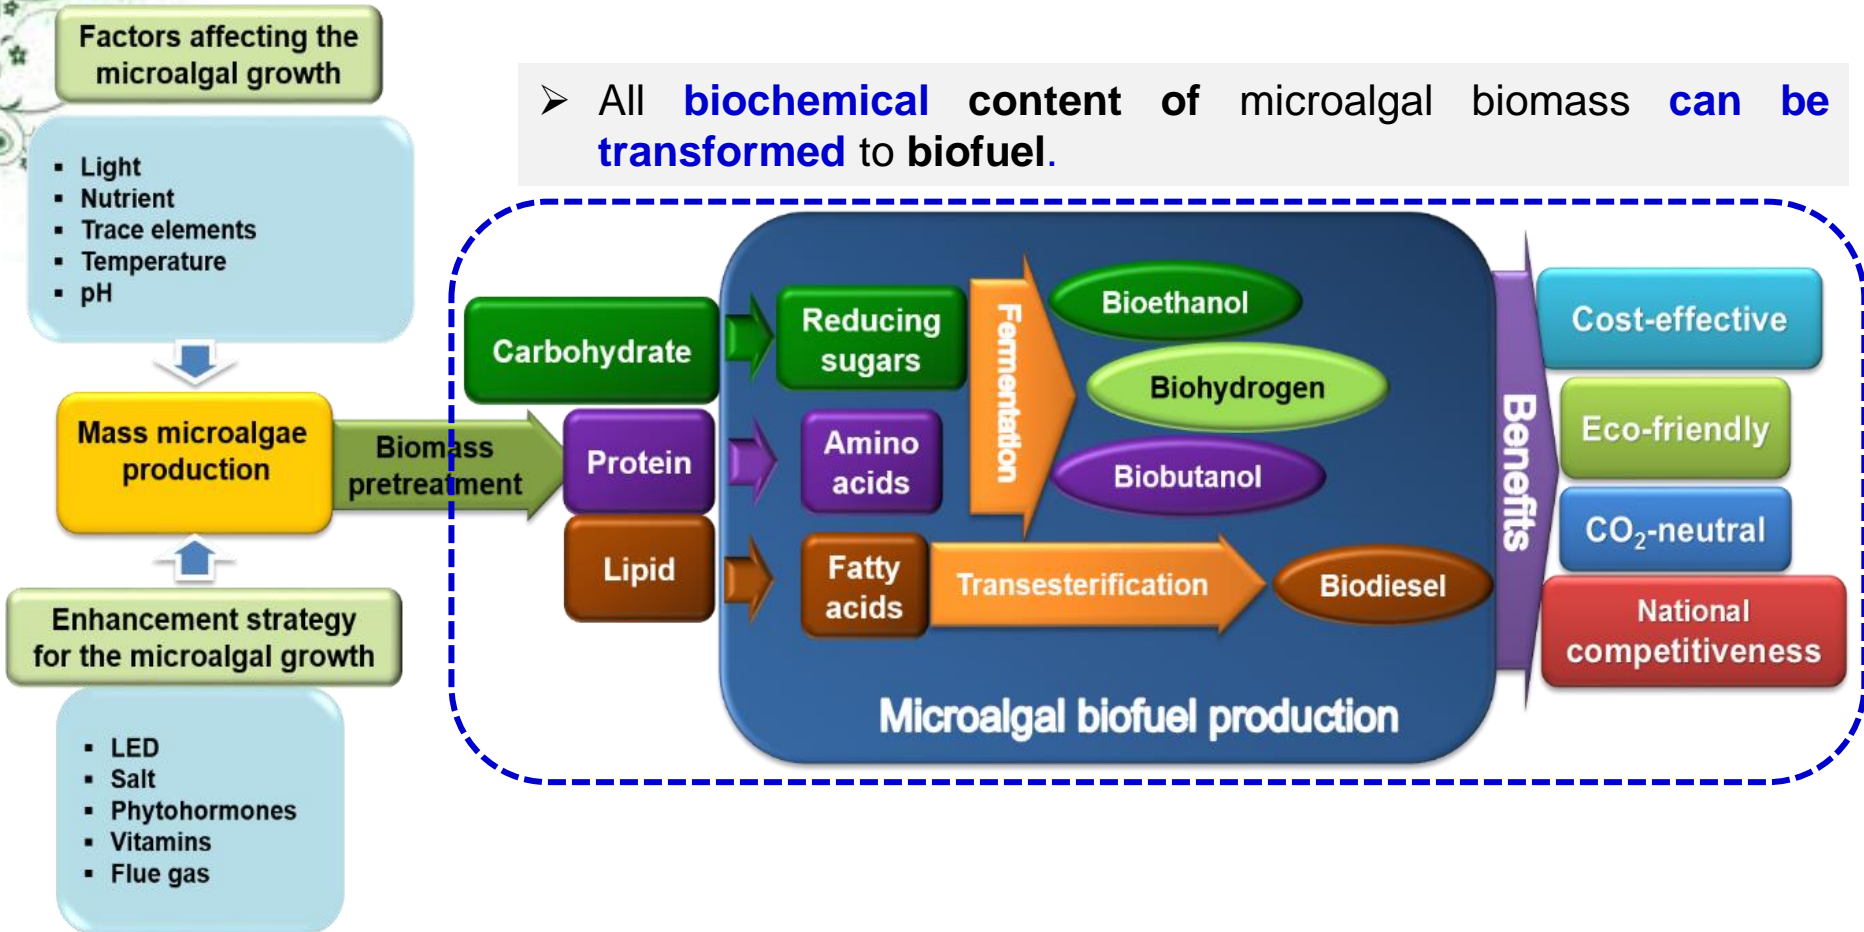 Factors affecting the
microalgal growth
▪ Light
▪ Nutrient
▪ Trace elements
▪ Temperature
▪ pH
➢ All biochemical content of microalgal biomass can be
transformed to biofuel.
Mass microalgae
production
Biomass
pretreatment
Enhancement strategy
for the microalgal growth
▪ LED
▪ Salt
▪ Phytohormones
▪ Vitamins
▪ Flue gas
Carbohydrate
Protein
Lipid
Reducing
sugars
Amino
acids
Fatty
acids
Fermentation
Transesterification
Bioethanol
Biohydrogen
Biobutanol
Biodiesel
Microalgal biofuel production
Benefits
Cost-effective
Eco-friendly
CO₂-neutral
National
competitiveness